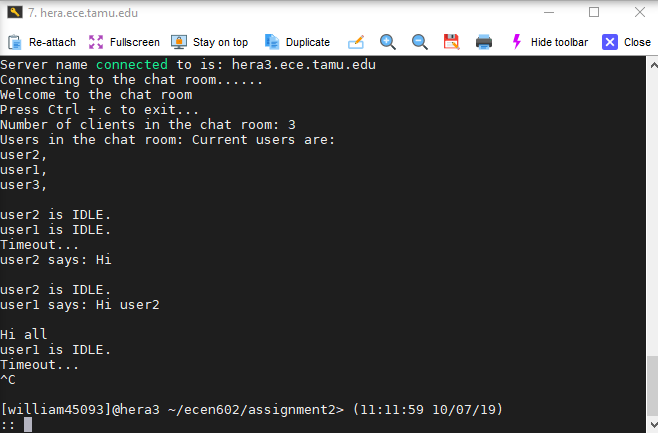 7. hera.ece.tamu.edu
Re-attach Fullscreen Stay on top Duplicate Hide toolbar Close
Server name connected to is: hera3.ece.tamu.edu
Connecting to the chat room......
Welcome to the chat room
Press Ctrl + c to exit...
Number of clients in the chat room: 3
Users in the chat room: Current users are:
user2,
user1,
user3,
user2 is IDLE.
user1 is IDLE.
Timeout...
user2 says: Hi
user2 is IDLE.
user1 says: Hi user2
Hi all
user1 is IDLE.
Timeout...
^C
[william45093]@hera3 ~/ecen602/assignment2> (11:11:59 10/07/19)
::